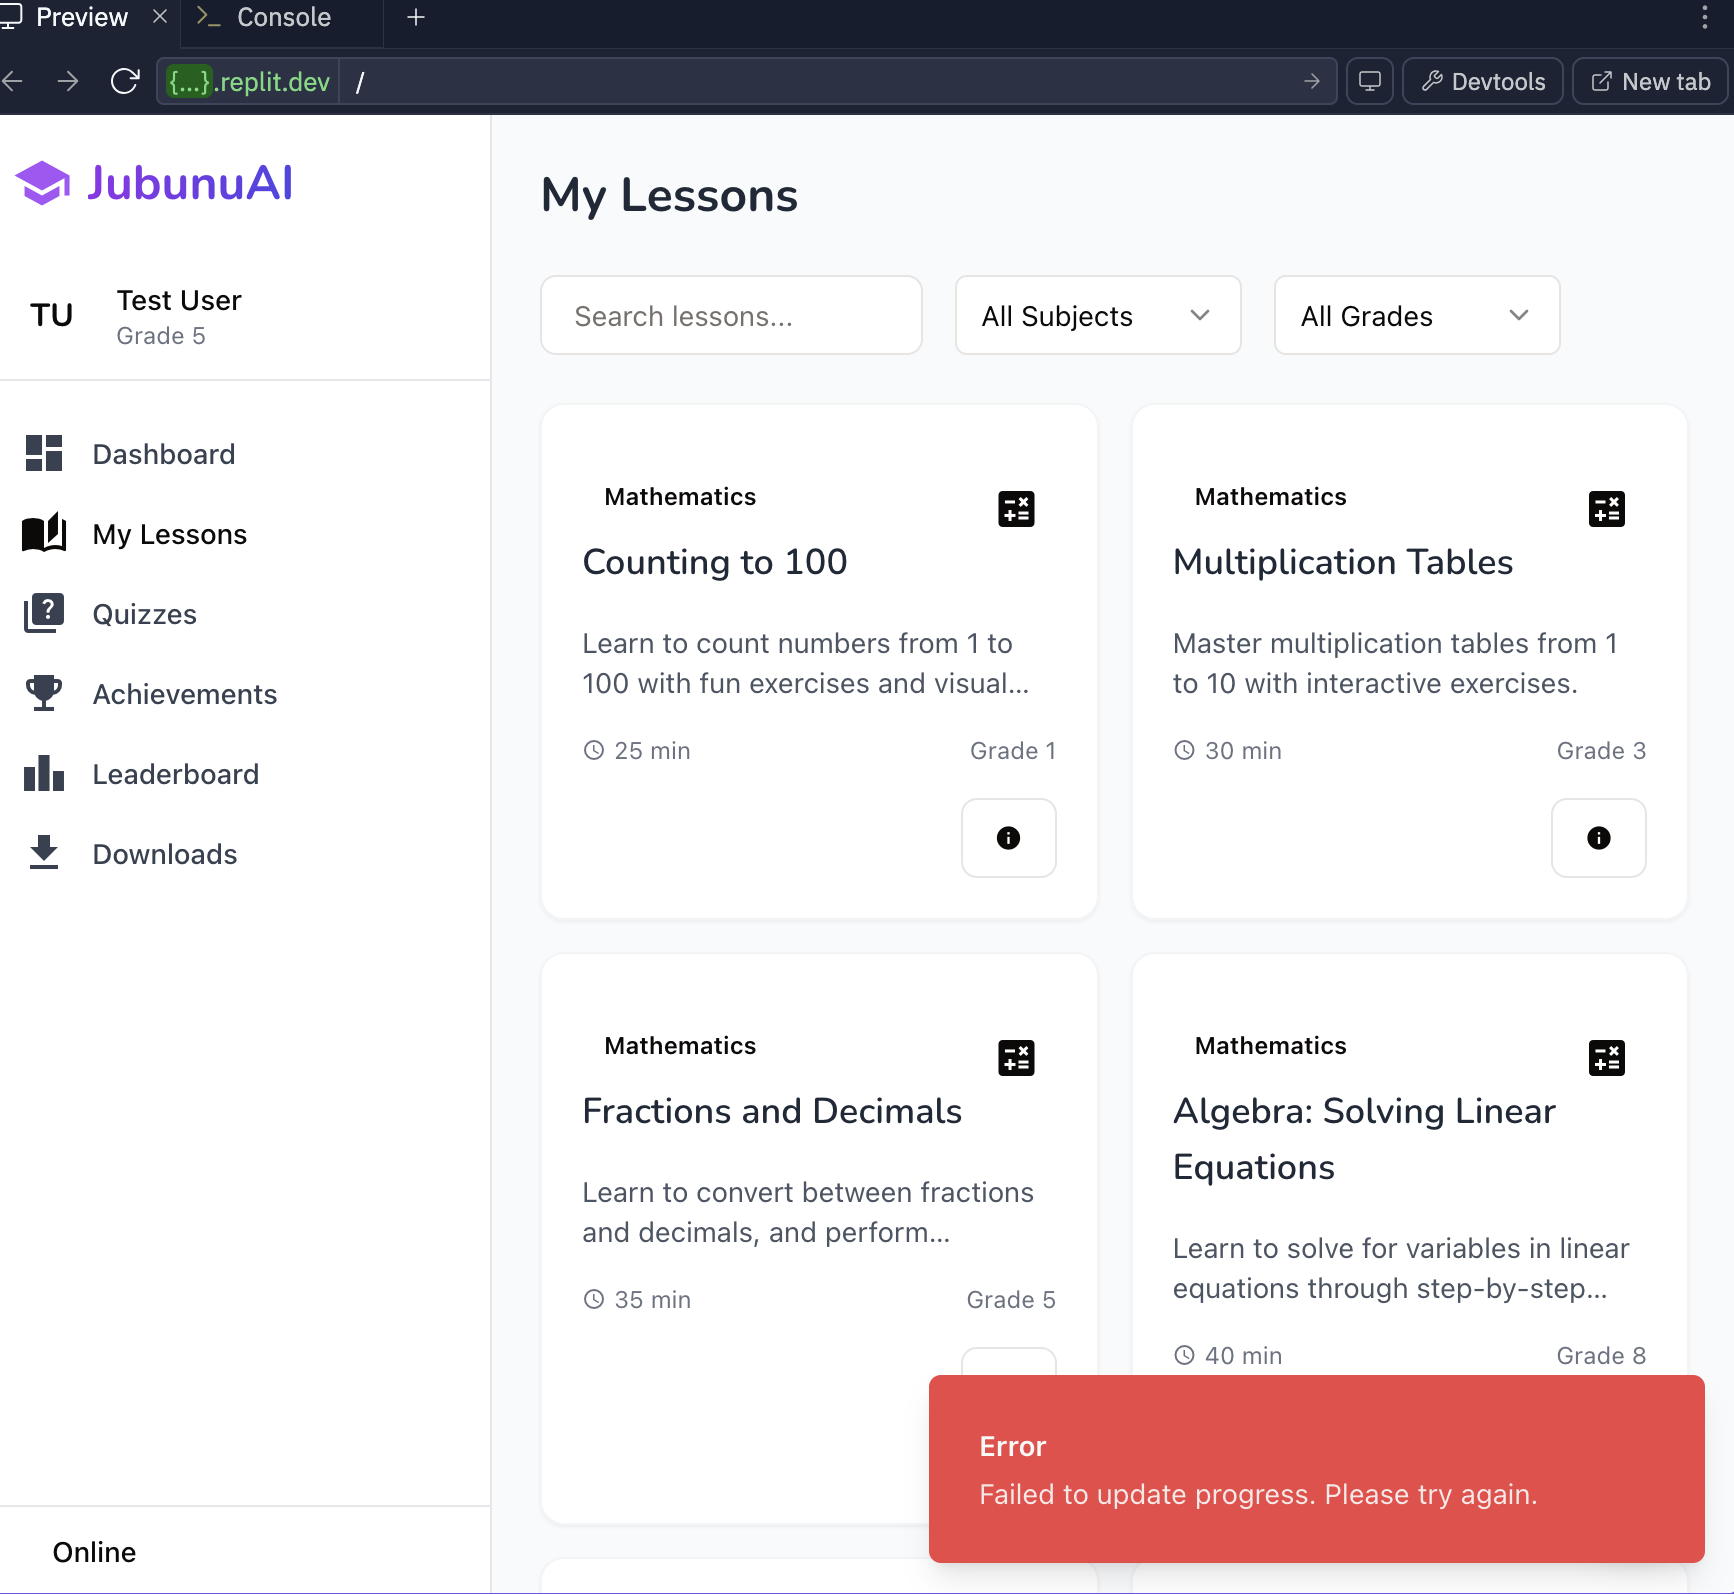 Preview
Console
{...}.replit.dev
/
Devtools
New tab
JubunuAI
TU
Test User
Grade 5
Dashboard
My Lessons
Quizzes
Achievements
Leaderboard
Downloads
Online
My Lessons
Search lessons...
All Subjects
All Grades
Mathematics
Counting to 100
Learn to count numbers from 1 to
100 with fun exercises and visual...
25 min
Grade 1
Mathematics
Multiplication Tables
Master multiplication tables from 1
to 10 with interactive exercises.
30 min
Grade 3
Mathematics
Fractions and Decimals
Learn to convert between fractions
and decimals, and perform...
35 min
Grade 5
Mathematics
Algebra: Solving Linear
Equations
Learn to solve for variables in linear
equations through step-by-step...
40 min
Grade 8
Error
Failed to update progress. Please try again.